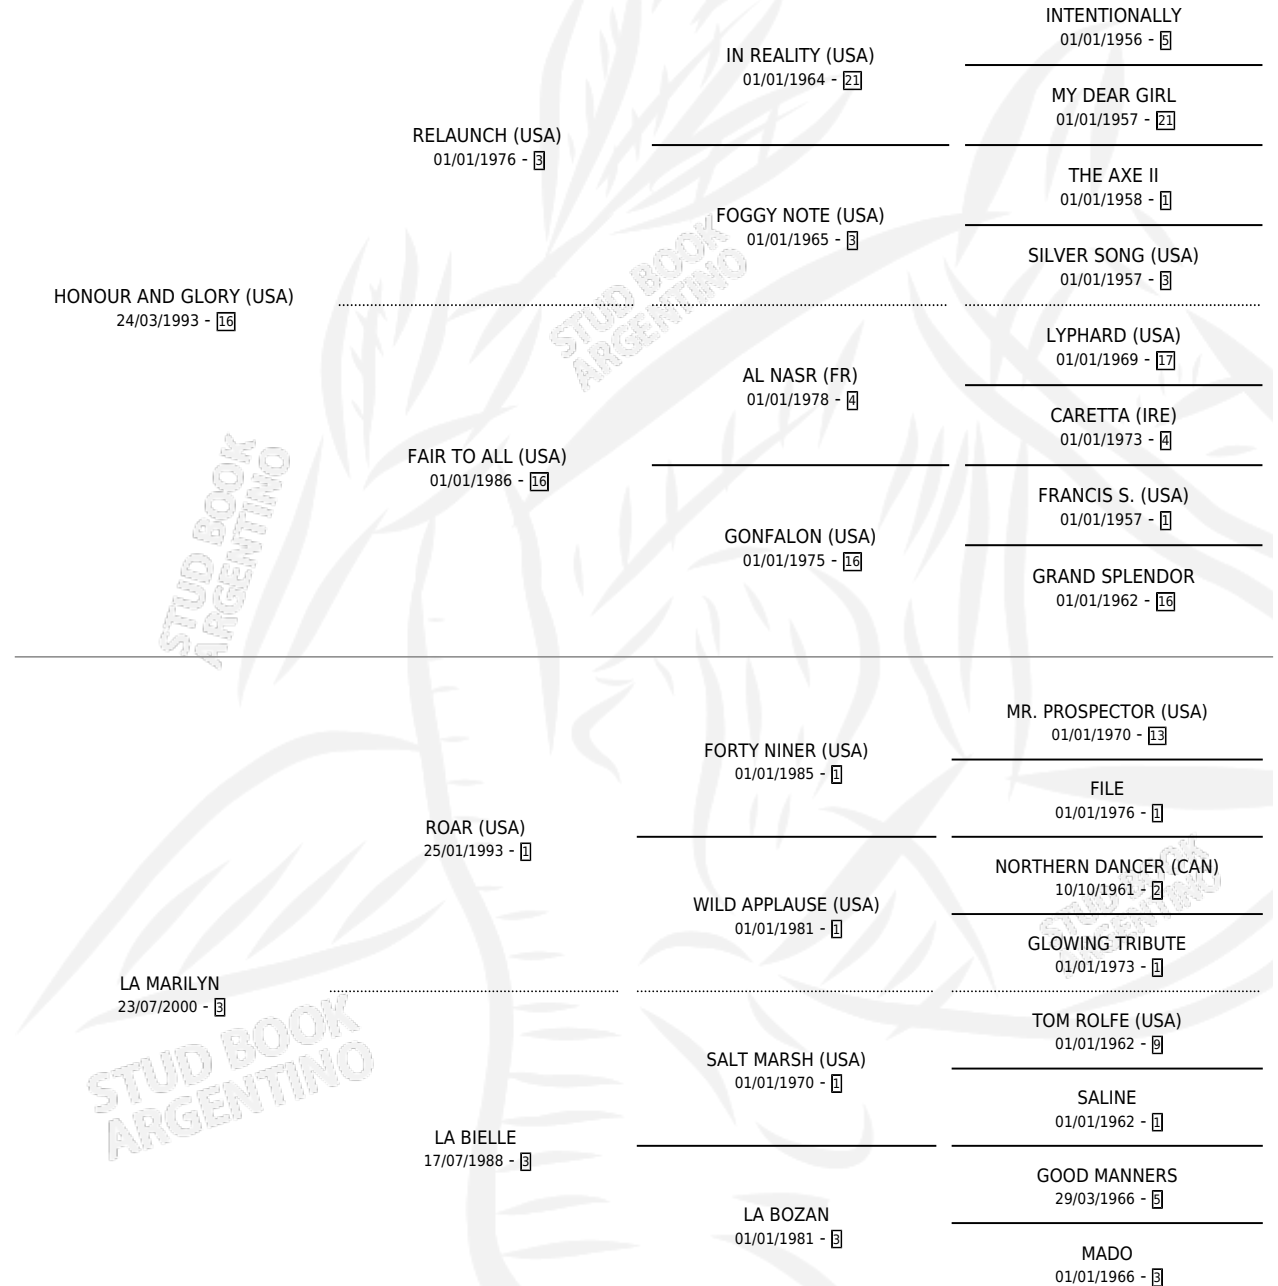 INTENTIONALLY
01/01/1956 - 5
IN REALITY (USA)
01/01/1964 - 21
MY DEAR GIRL
01/01/1957 - 21
RELAUNCH (USA)
01/01/1976 - 3
THE AXE II
01/01/1958 - 1
FOGGY NOTE (USA)
01/01/1965 - 3
SILVER SONG (USA)
01/01/1957 - 3
HONOUR AND GLORY (USA)
24/03/1993 - 16
LYPHARD (USA)
01/01/1969 - 17
AL NASR (FR)
01/01/1978 - 4
CARETTA (IRE)
01/01/1973 - 4
FAIR TO ALL (USA)
01/01/1986 - 16
FRANCIS S. (USA)
01/01/1957 - 1
GONFALON (USA)
01/01/1975 - 16
GRAND SPLENDOR
01/01/1962 - 16
MR. PROSPECTOR (USA)
01/01/1970 - 13
FORTY NINER (USA)
01/01/1985 - 1
FILE
01/01/1976 - 1
ROAR (USA)
25/01/1993 - 1
NORTHERN DANCER (CAN)
10/10/1961 - 2
WILD APPLAUSE (USA)
01/01/1981 - 1
GLOWING TRIBUTE
01/01/1973 - 1
LA MARILYN
23/07/2000 - 3
TOM ROLFE (USA)
01/01/1962 - 9
SALT MARSH (USA)
01/01/1970 - 1
SALINE
01/01/1962 - 1
LA BIELLE
17/07/1988 - 3
GOOD MANNERS
29/03/1966 - 5
LA BOZAN
01/01/1981 - 3
MADO
01/01/1966 - 3
STUD BOOK
ARGENTINO
STUD BOOK
ARGENTINO
STUD BOOK
ARGENTINO
STUD BOOK
ARGENTINO